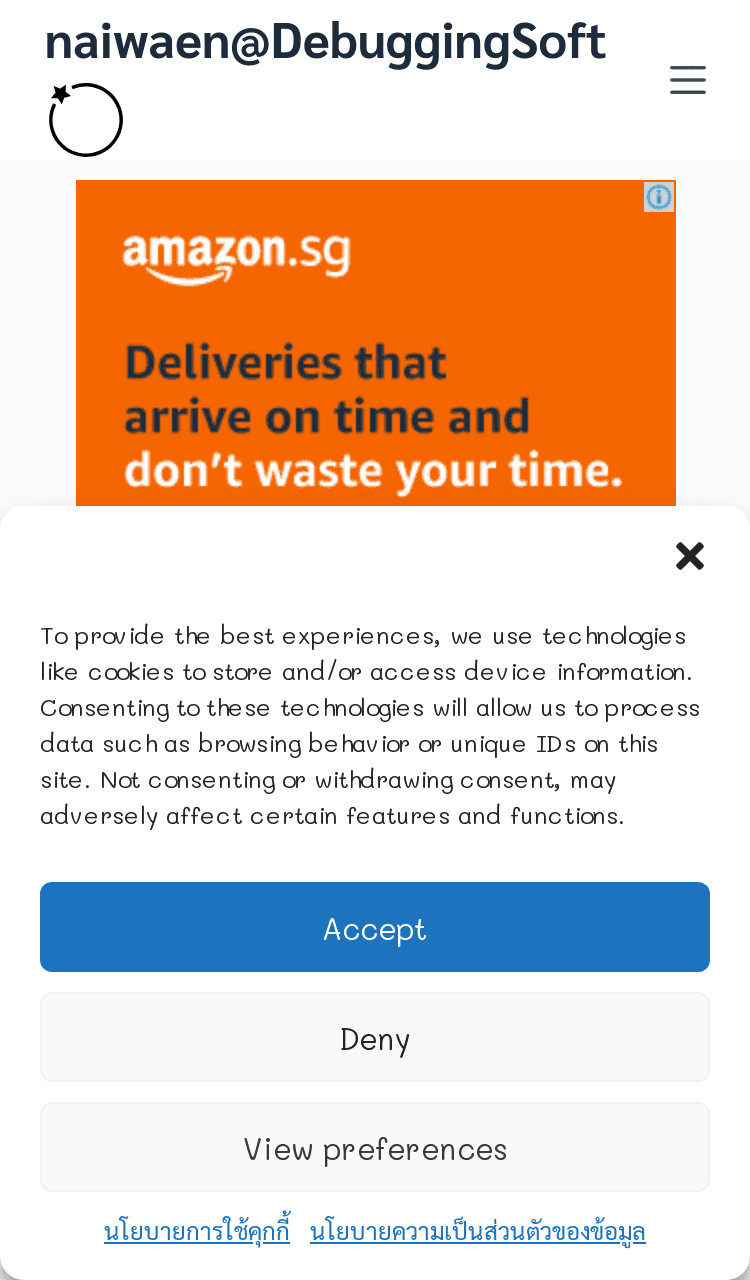 naiwaen@DebuggingSoft
amazon.sg
Deliveries that
arrive on time and
don't waste your time.
To provide the best experiences, we use technologies
like cookies to store and/or access device information.
Consenting to these technologies will allow us to process
data such as browsing behavior or unique IDs on this
site. Not consenting or withdrawing consent, may
adversely affect certain features and functions.
Accept
Deny
View preferences
นโยบายการใช้คุกกี้ นโยบายความเป็นส่วนตัวของข้อมูล